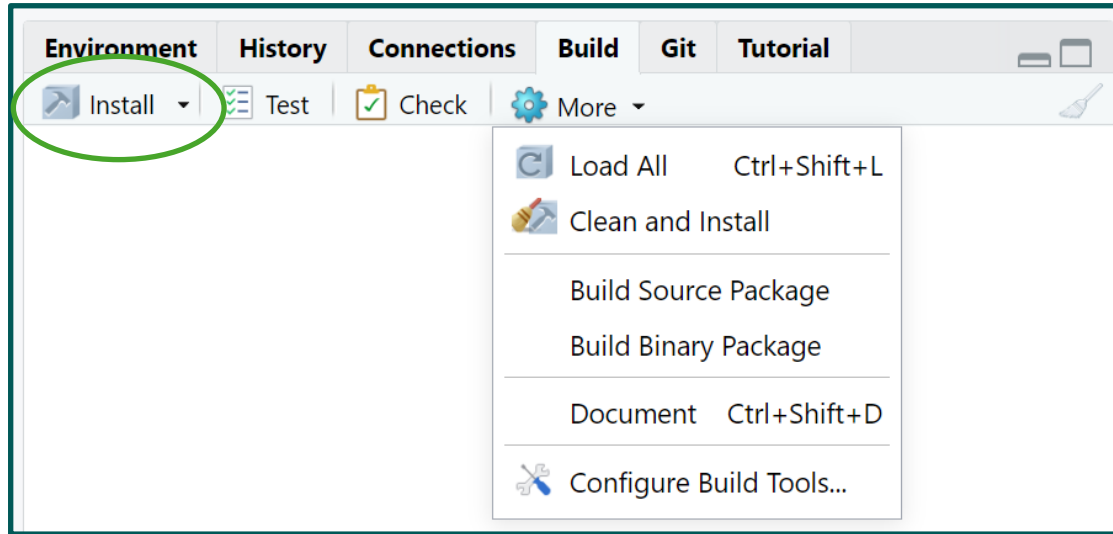 Environment History Connections Build Git Tutorial
Install Test Check More
Load All Ctrl+Shift+L
Clean and Install
Build Source Package
Build Binary Package
Document Ctrl+Shift+D
Configure Build Tools...